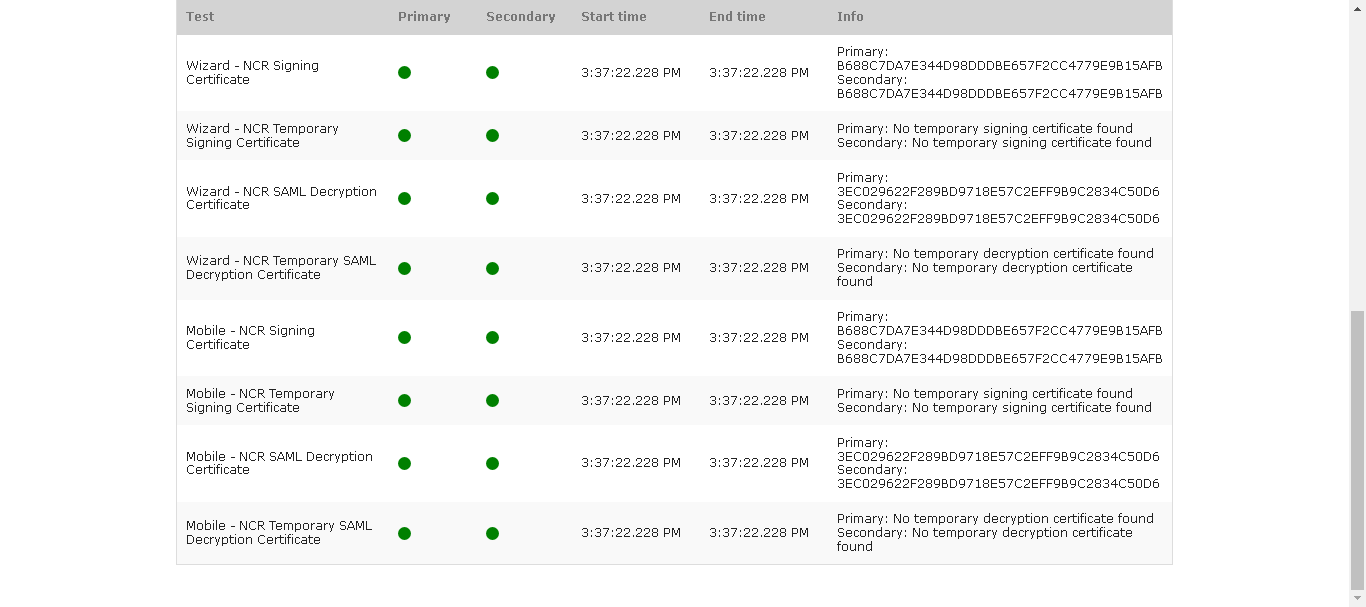 Test Primary Secondary Start time End time Info
Wizard - NCR Signing
Certificate
3:37:22.228 PM 3:37:22.228 PM
Primary:
B688C7DA7E344D98DDDBE657F2CC4779E9B15AFB
Secondary:
B688C7DA7E344D98DDDBE657F2CC4779E9B15AFB
Wizard - NCR Temporary
Signing Certificate
3:37:22.228 PM 3:37:22.228 PM
Primary: No temporary signing certificate found
Secondary: No temporary signing certificate found
Wizard - NCR SAML Decryption
Certificate
3:37:22.228 PM 3:37:22.228 PM
Primary:
3EC029622F289BD9718E57C2EFF9B9C2834C50D6
Secondary:
3EC029622F289BD9718E57C2EFF9B9C2834C50D6
Wizard - NCR Temporary SAML
Decryption Certificate
3:37:22.228 PM 3:37:22.228 PM
Primary: No temporary decryption certificate found
Secondary: No temporary decryption certificate
found
Mobile - NCR Signing
Certificate
3:37:22.228 PM 3:37:22.228 PM
Primary:
B688C7DA7E344D98DDDBE657F2CC4779E9B15AFB
Secondary:
B688C7DA7E344D98DDDBE657F2CC4779E9B15AFB
Mobile - NCR Temporary
Signing Certificate
3:37:22.228 PM 3:37:22.228 PM
Primary: No temporary signing certificate found
Secondary: No temporary signing certificate found
Mobile - NCR SAML Decryption
Certificate
3:37:22.228 PM 3:37:22.228 PM
Primary:
3EC029622F289BD9718E57C2EFF9B9C2834C50D6
Secondary:
3EC029622F289BD9718E57C2EFF9B9C2834C50D6
Mobile - NCR Temporary SAML
Decryption Certificate
3:37:22.228 PM 3:37:22.228 PM
Primary: No temporary decryption certificate found
Secondary: No temporary decryption certificate
found